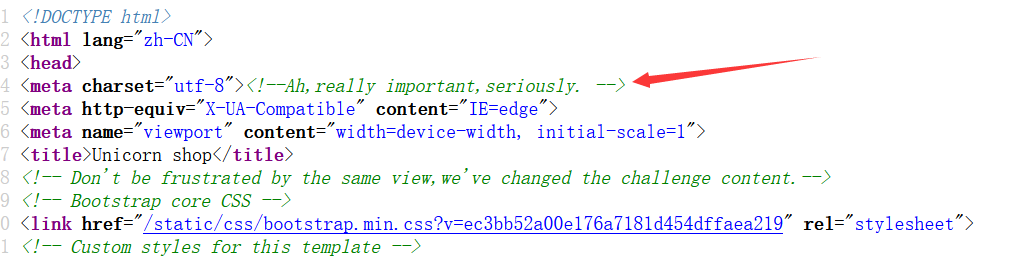 1 <!DOCTYPE html>
2 <html lang="zh-CN">
3 <head>
4 <meta charset="utf-8"><!--Ah,really important,seriously. -->
5 <meta http-equiv="X-UA-Compatible" content="IE=edge">
6 <meta name="viewport" content="width=device-width, initial-scale=1">
7 <title>Unicorn shop</title>
8 <!-- Don't be frustrated by the same view,we've changed the challenge content.-->
9 <!-- Bootstrap core CSS -->
0 <link href="/static/css/bootstrap.min.css?v=ec3bb52a00e176a7181d454dffaea219" rel="stylesheet">
1 <!-- Custom styles for this template -->